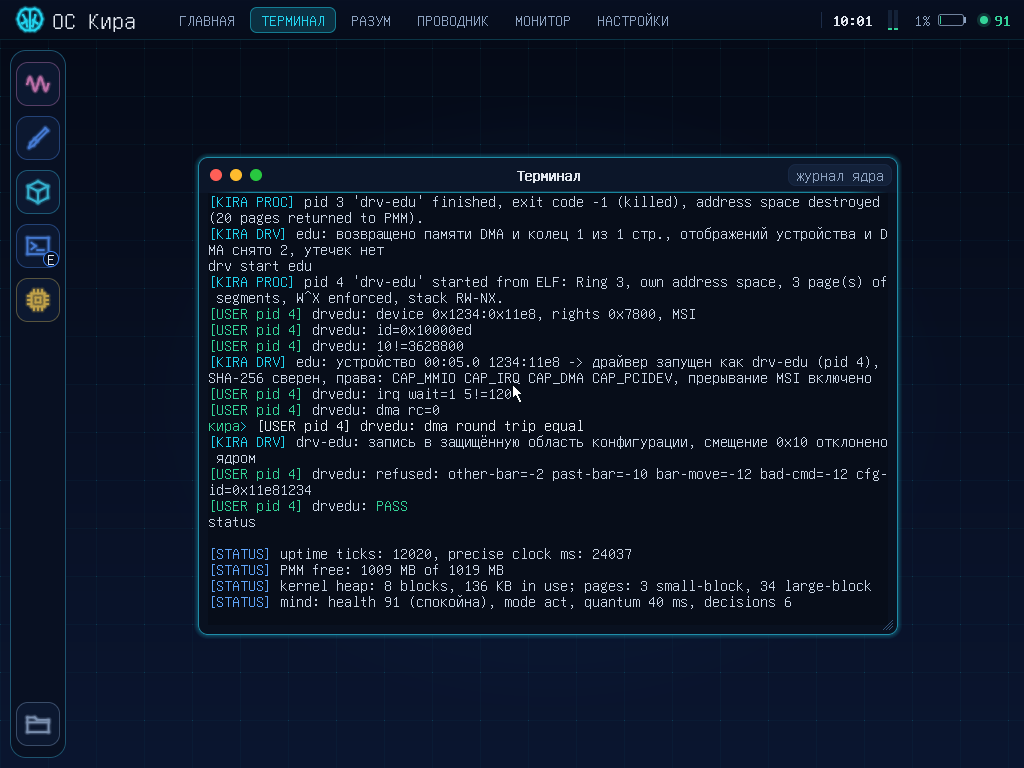 ОС Кира
ГЛАВНАЯ ТЕРМИНАЛ РАЗУМ ПРОВОДНИК МОНИТОР НАСТРОЙКИ
10:01 1% 91
Терминал
журнал ядра
[KIRA PROC] pid 3 'drv-edu' finished, exit code -1 (killed), address space destroyed
(20 pages returned to PMM).
[KIRA DRV] edu: возвращено памяти DMA и колец 1 из 1 стр., отображений устройства и D
MA снято 2, утечек нет
drv start edu
[KIRA PROC] pid 4 'drv-edu' started from ELF: Ring 3, own address space, 3 page(s) of
segments, W^X enforced, stack RW-NX.
[USER pid 4] drvedu: device 0x1234:0x11e8, rights 0x7800, MSI
[USER pid 4] drvedu: id=0x10000ed
[USER pid 4] drvedu: 10!=3628800
[KIRA DRV] edu: устройство 00:05.0 1234:11e8 -> драйвер запущен как drv-edu (pid 4),
SHA-256 сверен, права: CAP_MMIO CAP_IRQ CAP_DMA CAP_PCIDEV, прерывание MSI включено
[USER pid 4] drvedu: irq wait=1 5!=120
[USER pid 4] drvedu: dma rc=0
кира> [USER pid 4] drvedu: dma round trip equal
[KIRA DRV] drv-edu: запись в защищённую область конфигурации, смещение 0x10 отклонено
ядром
[USER pid 4] drvedu: refused: other-bar=-2 past-bar=-10 bar-move=-12 bad-cmd=-12 cfg-
id=0x11e81234
[USER pid 4] drvedu: PASS
status
[STATUS] uptime ticks: 12020, precise clock ms: 24037
[STATUS] PMM free: 1009 MB of 1019 MB
[STATUS] kernel heap: 8 blocks, 136 KB in use; pages: 3 small-block, 34 large-block
[STATUS] mind: health 91 (спокойна), mode act, quantum 40 ms, decisions 6
E